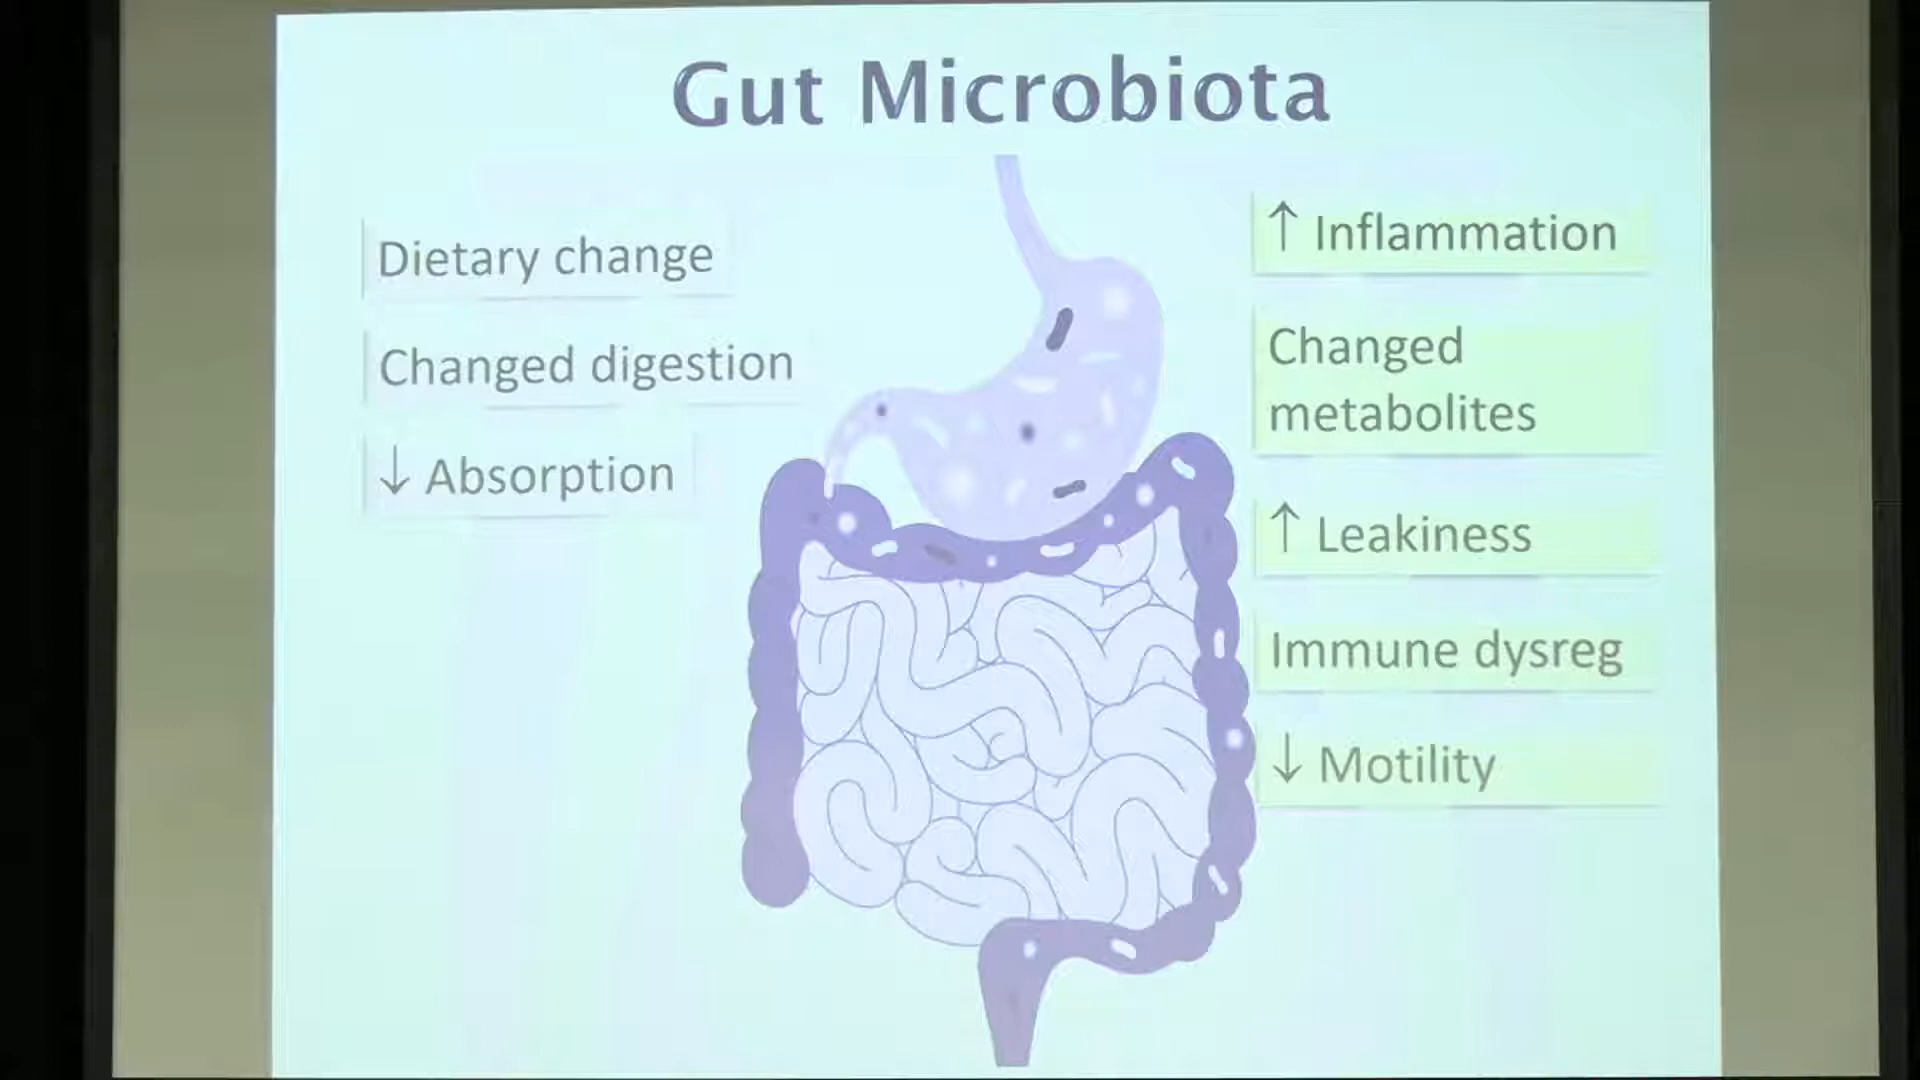 Gut Microbiota
Dietary change
Changed digestion
↓ Absorption
↑ Inflammation
Changed
metabolites
↑ Leakiness
Immune dysreg
↓ Motility